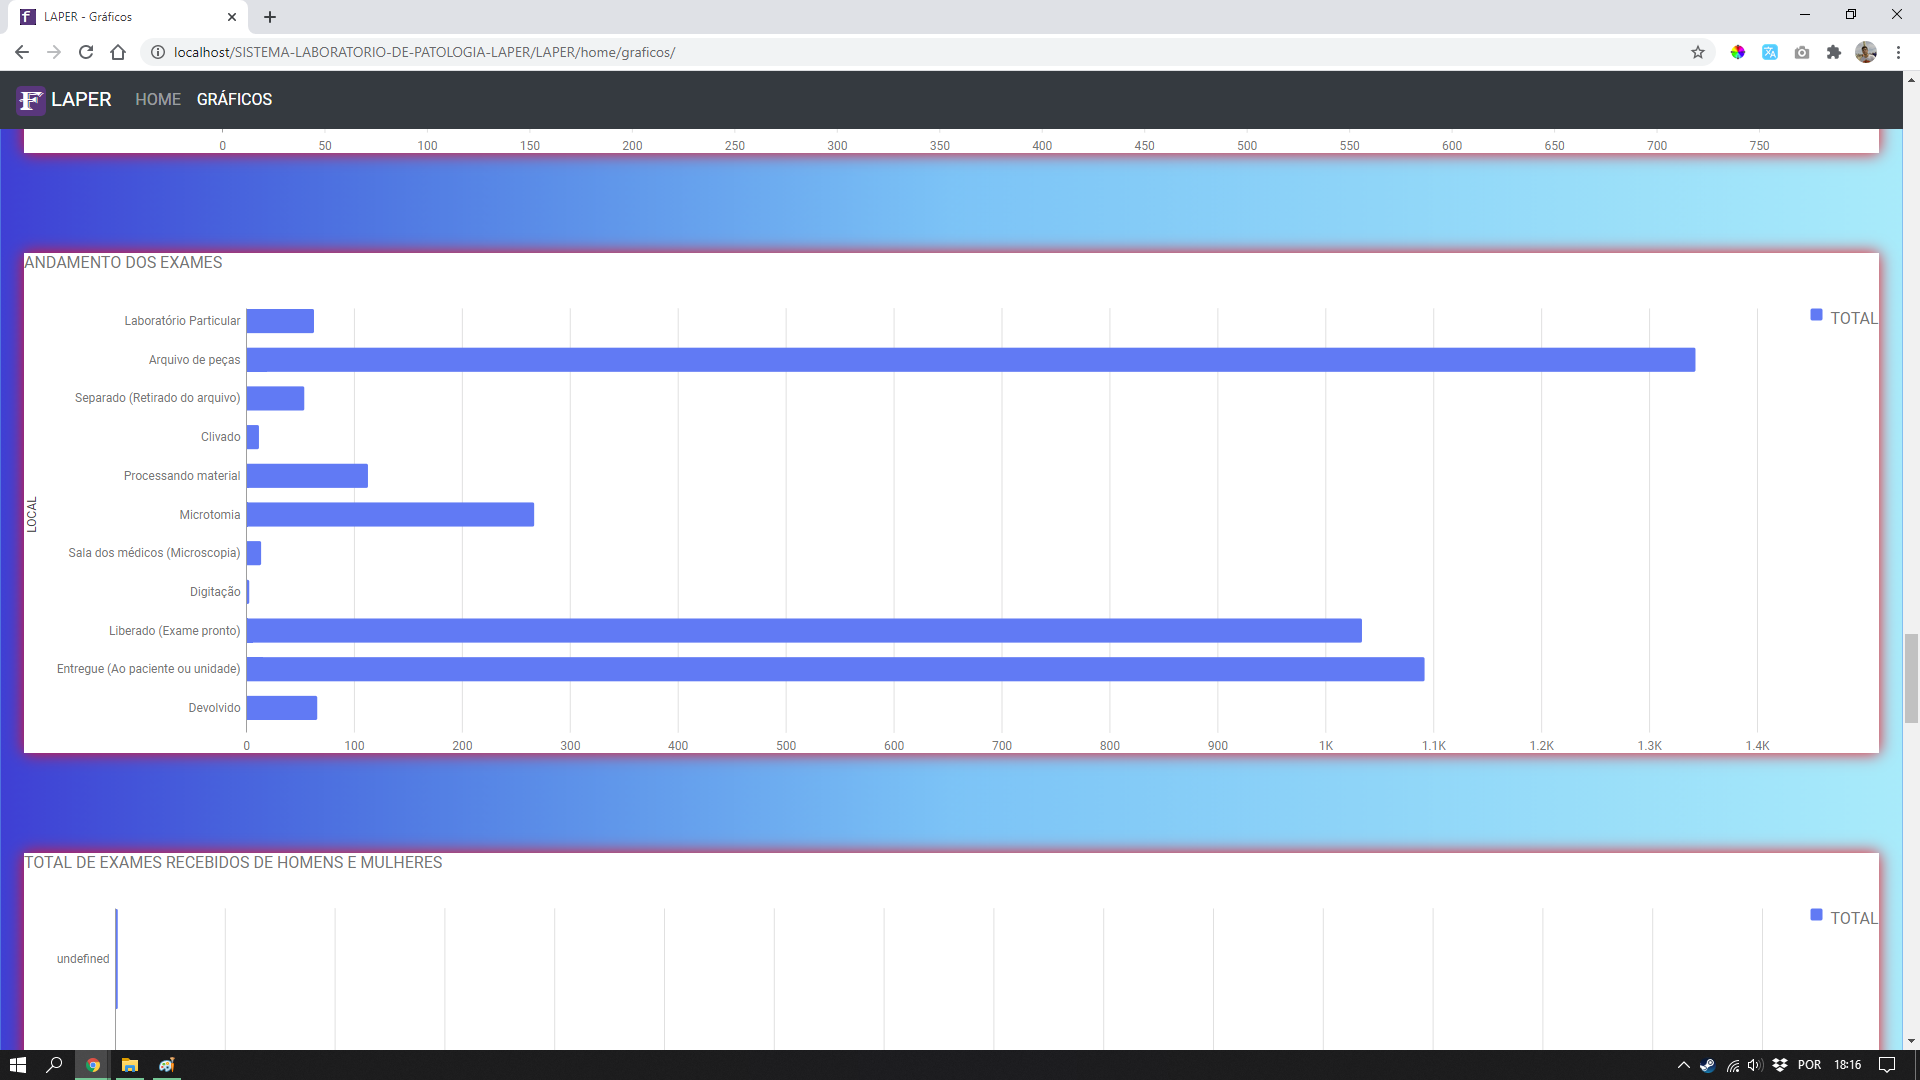 LAPER - Gráficos
localhost/SISTEMA-LABORATORIO-DE-PATOLOGIA-LAPER/LAPER/home/graficos/
LAPER HOME GRÁFICOS
0 50 100 150 200 250 300 350 400 450 500 550 600 650 700 750
ANDAMENTO DOS EXAMES
TOTAL
LOCAL
Laboratório Particular
Arquivo de peças
Separado (Retirado do arquivo)
Clivado
Processando material
Microtomia
Sala dos médicos (Microscopia)
Digitação
Liberado (Exame pronto)
Entregue (Ao paciente ou unidade)
Devolvido
0 100 200 300 400 500 600 700 800 900 1K 1.1K 1.2K 1.3K 1.4K
TOTAL DE EXAMES RECEBIDOS DE HOMENS E MULHERES
TOTAL
undefined
POR 18:16